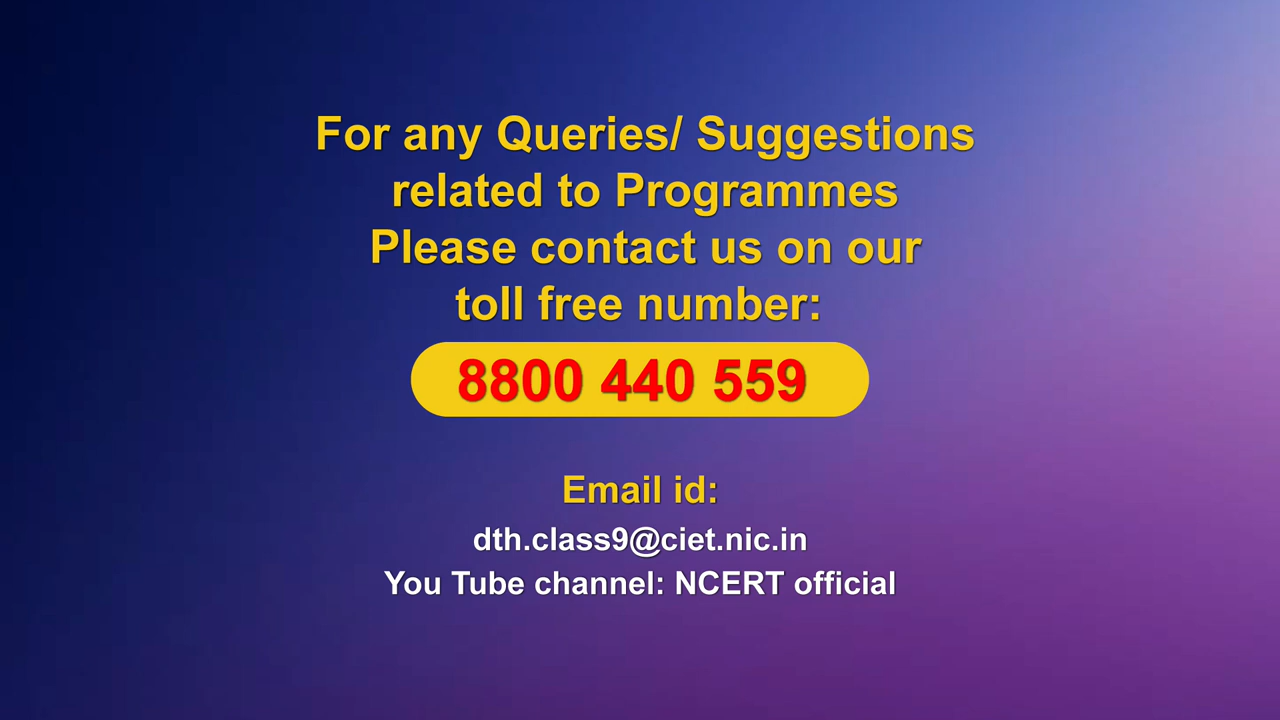 For any Queries/ Suggestions
related to Programmes
Please contact us on our
toll free number:
8800 440 559
Email id:
dth.class9@ciet.nic.in
You Tube channel: NCERT official